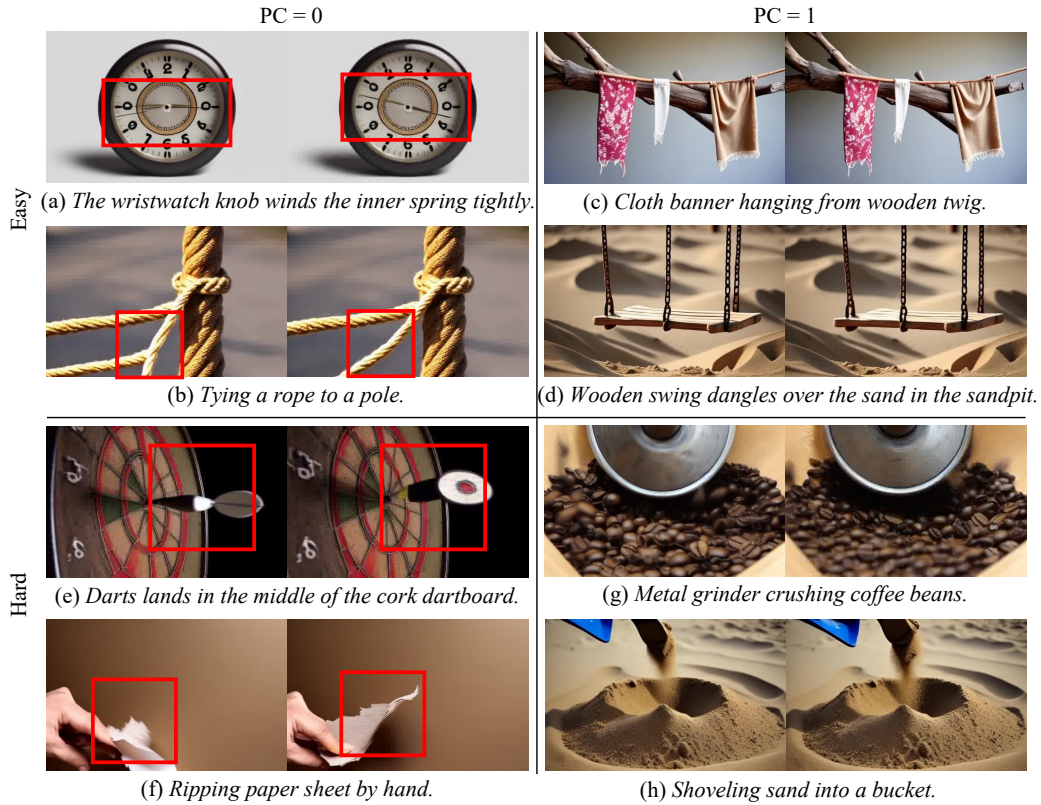 PC = 0
PC = 1
Easy
(a) The wristwatch knob winds the inner spring tightly.
(c) Cloth banner hanging from wooden twig.
(b) Tying a rope to a pole.
(d) Wooden swing dangles over the sand in the sandpit.
Hard
(e) Darts lands in the middle of the cork dartboard.
(g) Metal grinder crushing coffee beans.
(f) Ripping paper sheet by hand.
(h) Shoveling sand into a bucket.